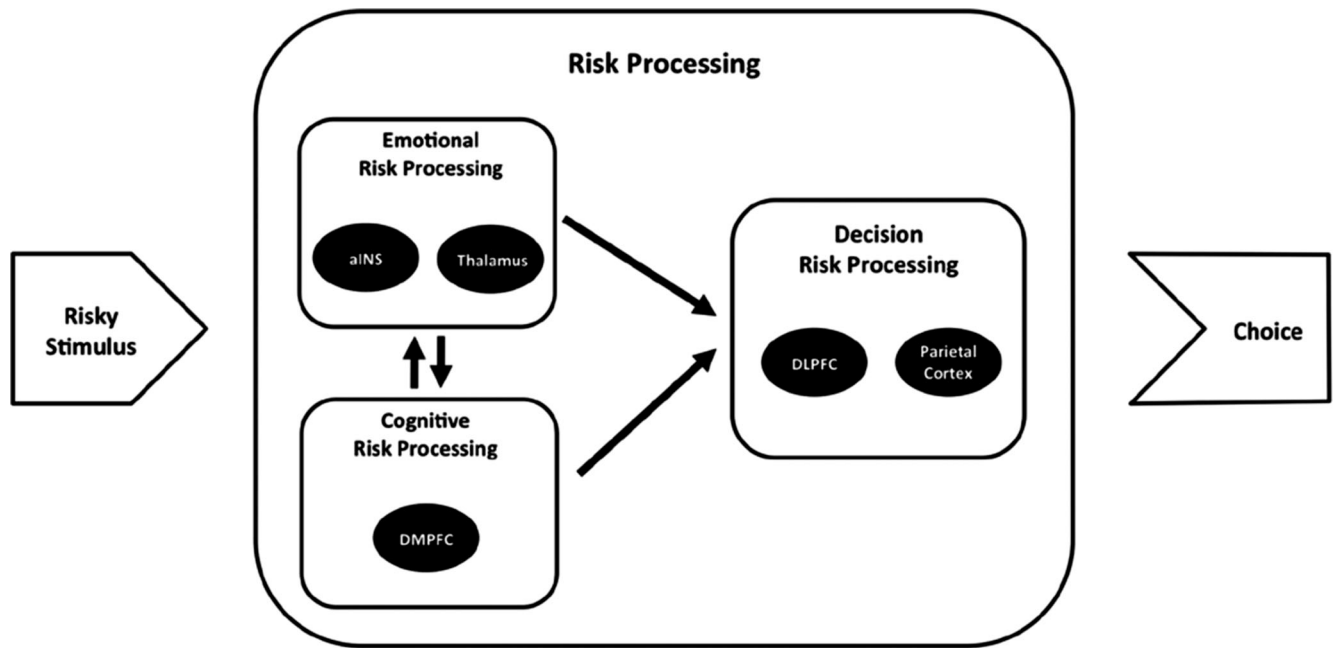 Risk Processing
Emotional
Risk Processing
aINS
Thalamus
Decision
Risk Processing
DLPFC
Parietal
Cortex
Risky
Stimulus
Choice
Cognitive
Risk Processing
DMPFC